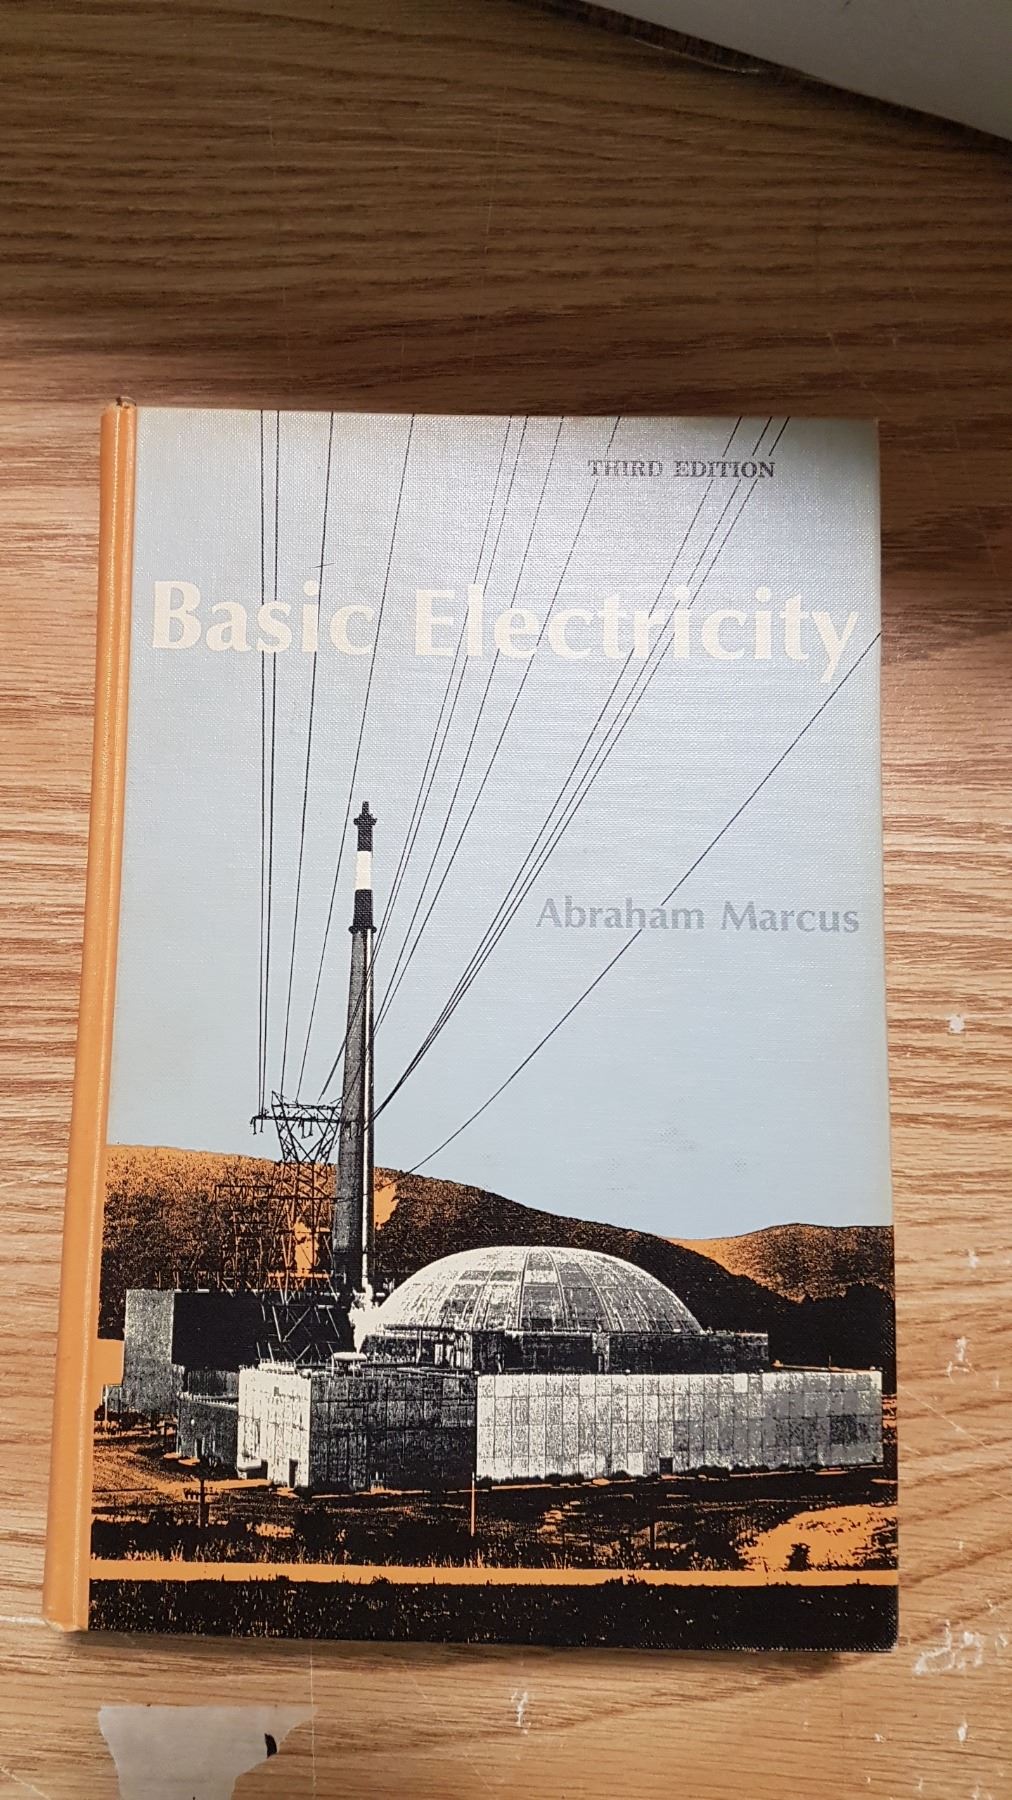 THIRD EDITION
Basic Electricity
Abraham Marcus